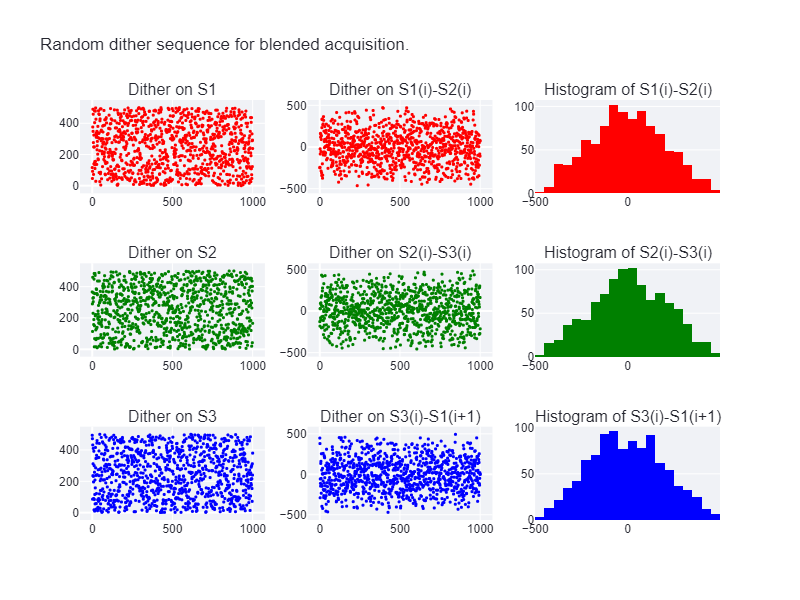 Random dither sequence for blended acquisition.
Dither on S1
Dither on S1(i)-S2(i)
Histogram of S1(i)-S2(i)
400
200
0
0 500 1000
500
0
−500
0 500 1000
100
50
0
−500 0
Dither on S2
Dither on S2(i)-S3(i)
Histogram of S2(i)-S3(i)
400
200
0
0 500 1000
500
0
−500
0 500 1000
100
50
0
−500 0
Dither on S3
Dither on S3(i)-S1(i+1)
Histogram of S3(i)-S1(i+1)
400
200
0
0 500 1000
500
0
−500
0 500 1000
100
50
0
−500 0